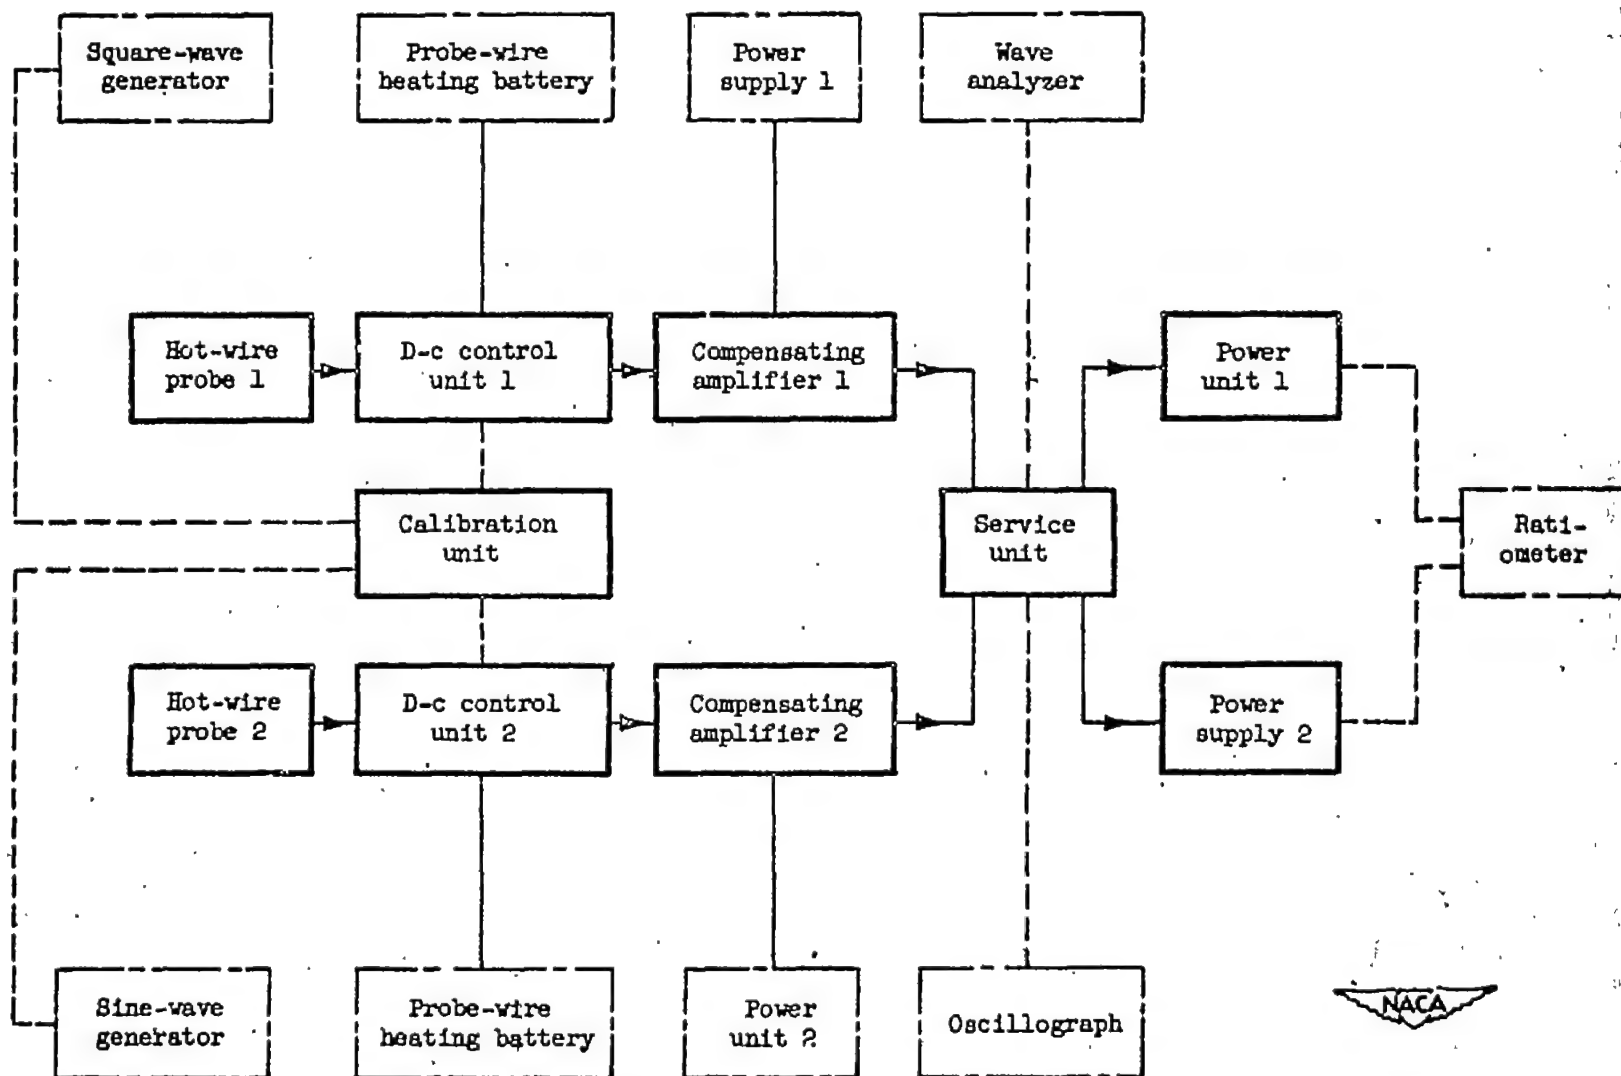 Square-wave
generator
Probe-wire
heating battery
Power
supply 1
Wave
analyzer
Hot-wire
probe 1
D-c control
unit 1
Compensating
amplifier 1
Power
unit 1
Calibration
unit
Service
unit
Rati-
ometer
Hot-wire
probe 2
D-c control
unit 2
Compensating
amplifier 2
Power
supply 2
Sine-wave
generator
Probe-wire
heating battery
Power
unit 2
Oscillograph
NACA